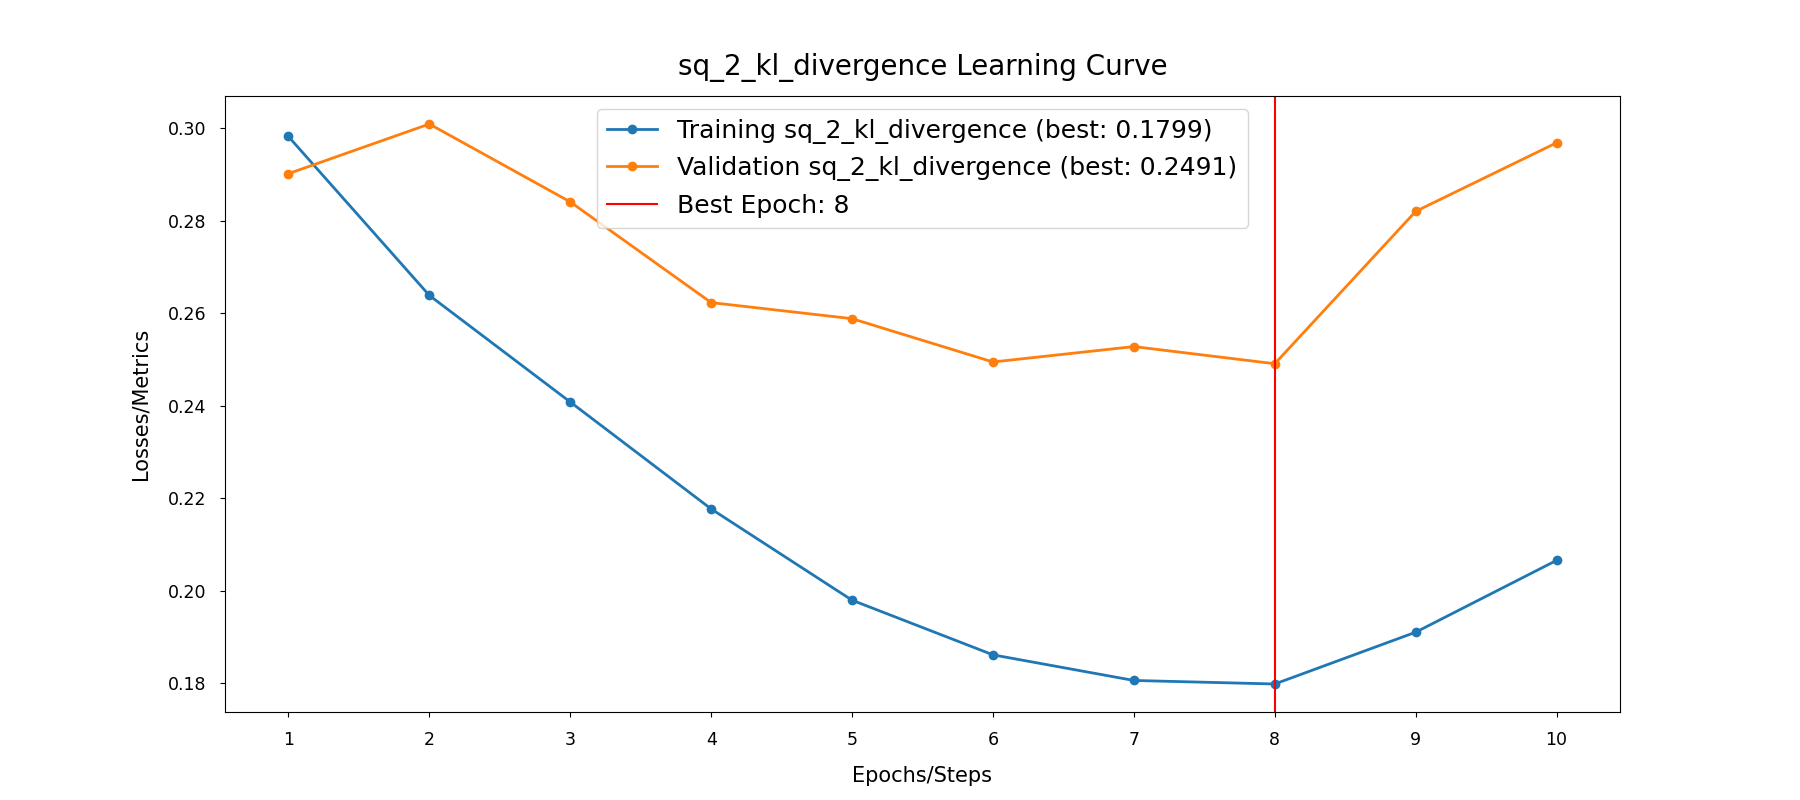 sq_2_kl_divergence Learning Curve
Training sq_2_kl_divergence (best: 0.1799)
Validation sq_2_kl_divergence (best: 0.2491)
Best Epoch: 8
Losses/Metrics
0.30
0.28
0.26
0.24
0.22
0.20
0.18
1 2 3 4 5 6 7 8 9 10
Epochs/Steps